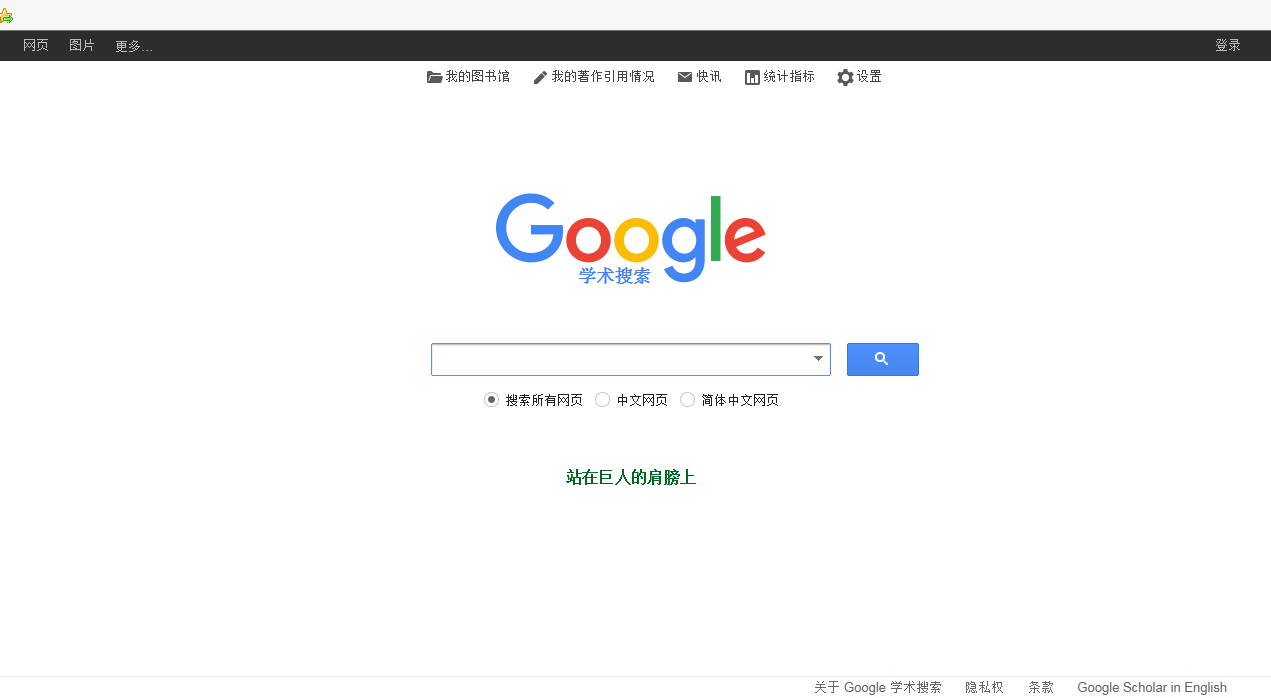 网页 图片 更多... 登录
我的图书馆 我的著作引用情况 快讯 统计指标 设置
Google
学术搜索
搜索所有网页 中文网页 简体中文网页
站在巨人的肩膀上
关于 Google 学术搜索 隐私权 条款 Google Scholar in English